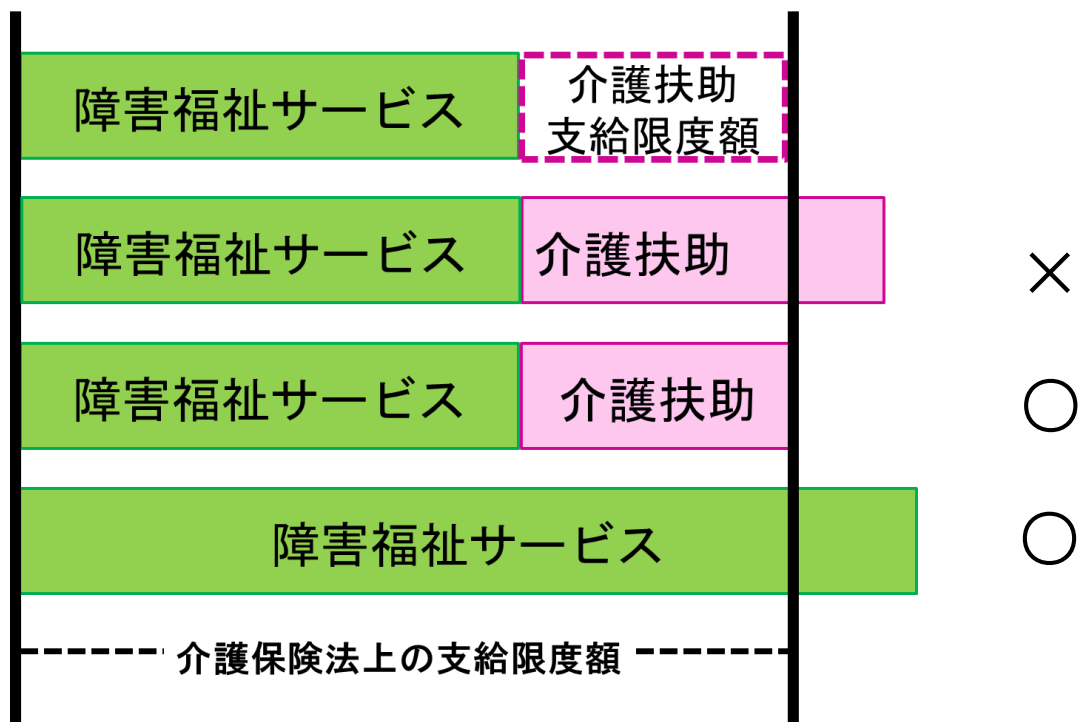 障害福祉サービス
介護扶助
支給限度額
障害福祉サービス
介護扶助
×
障害福祉サービス
介護扶助
○
障害福祉サービス
○
介護保険法上の支給限度額